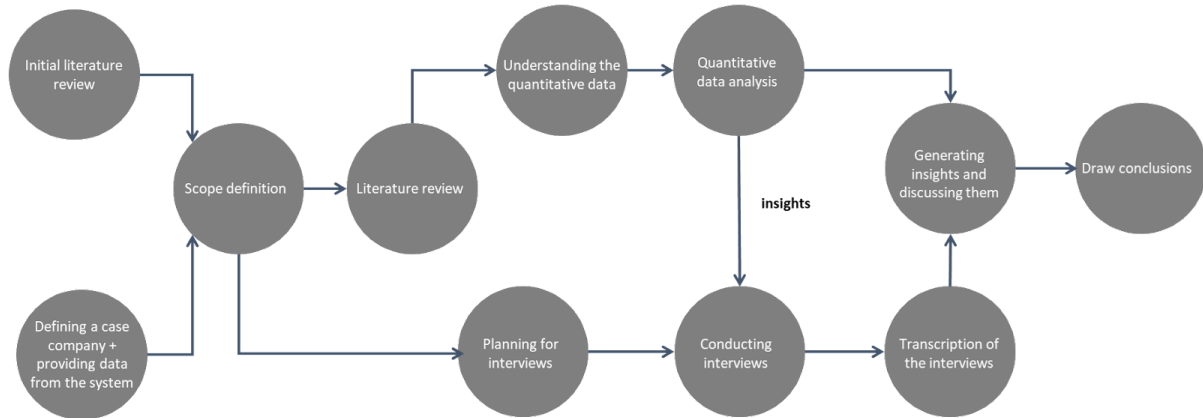 Initial literature
review
Defining a case
company +
providing data
from the system
Scope definition
Literature review
Understanding the
quantitative data
Quantitative
data analysis
insights
Planning for
interviews
Conducting
interviews
Transcription of
the interviews
Generating
insights and
discussing them
Draw conclusions